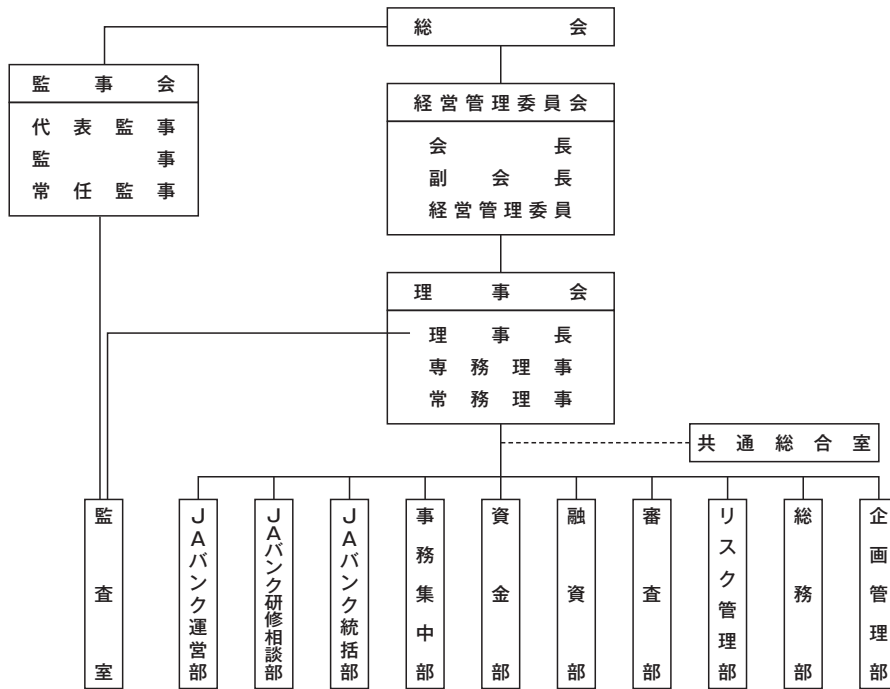 総会
監事会
代表監事
監事
常任監事
経営管理委員会
会長
副会長
経営管理委員
理事会
理事長
専務理事
常務理事
共通総合室
監査室
JAバンク運営部
JAバンク研修相談部
JAバンク統括部
事務集中部
資金部
融資部
審査部
リスク管理部
総務部
企画管理部